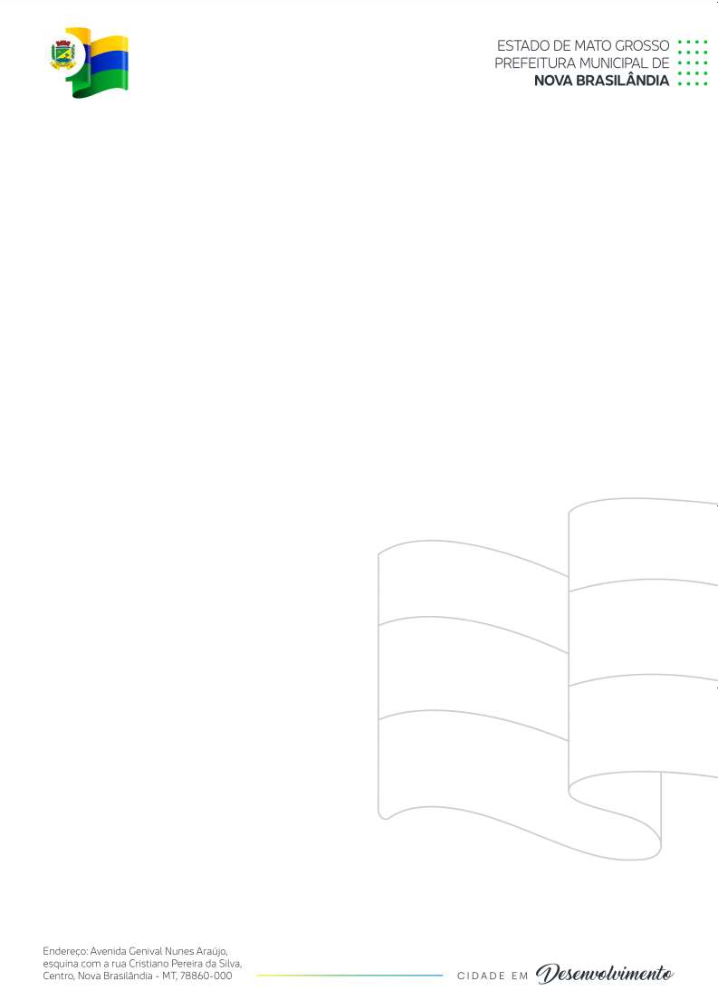 ESTADO DE MATO GROSSO
PREFEITURA MUNICIPAL DE
NOVA BRASILÂNDIA
Endereço: Avenida Genival Nunes Araújo,
esquina com a rua Cristiano Pereira da Silva,
Centro, Nova Brasilândia - MT, 78860-000
CIDADE EM Desenvolvimento